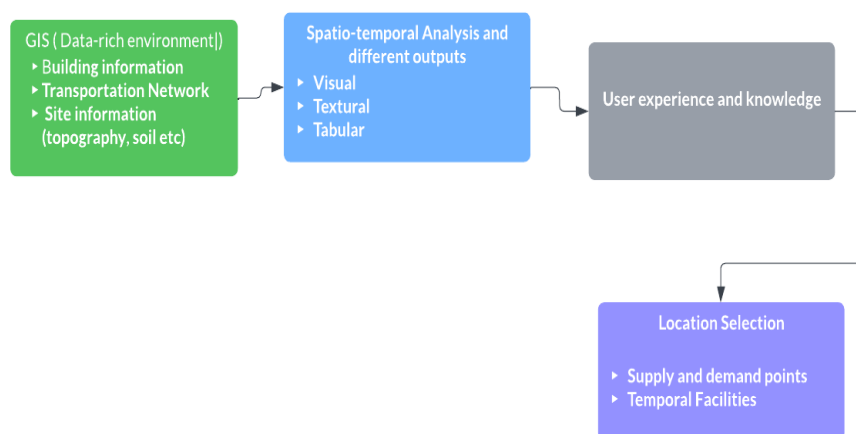 GIS ( Data-rich environment|)
Building information
Transportation Network
Site information
(topography, soil etc)
Spatio-temporal Analysis and
different outputs
Visual
Textural
Tabular
User experience and knowledge
Location Selection
Supply and demand points
Temporal Facilities